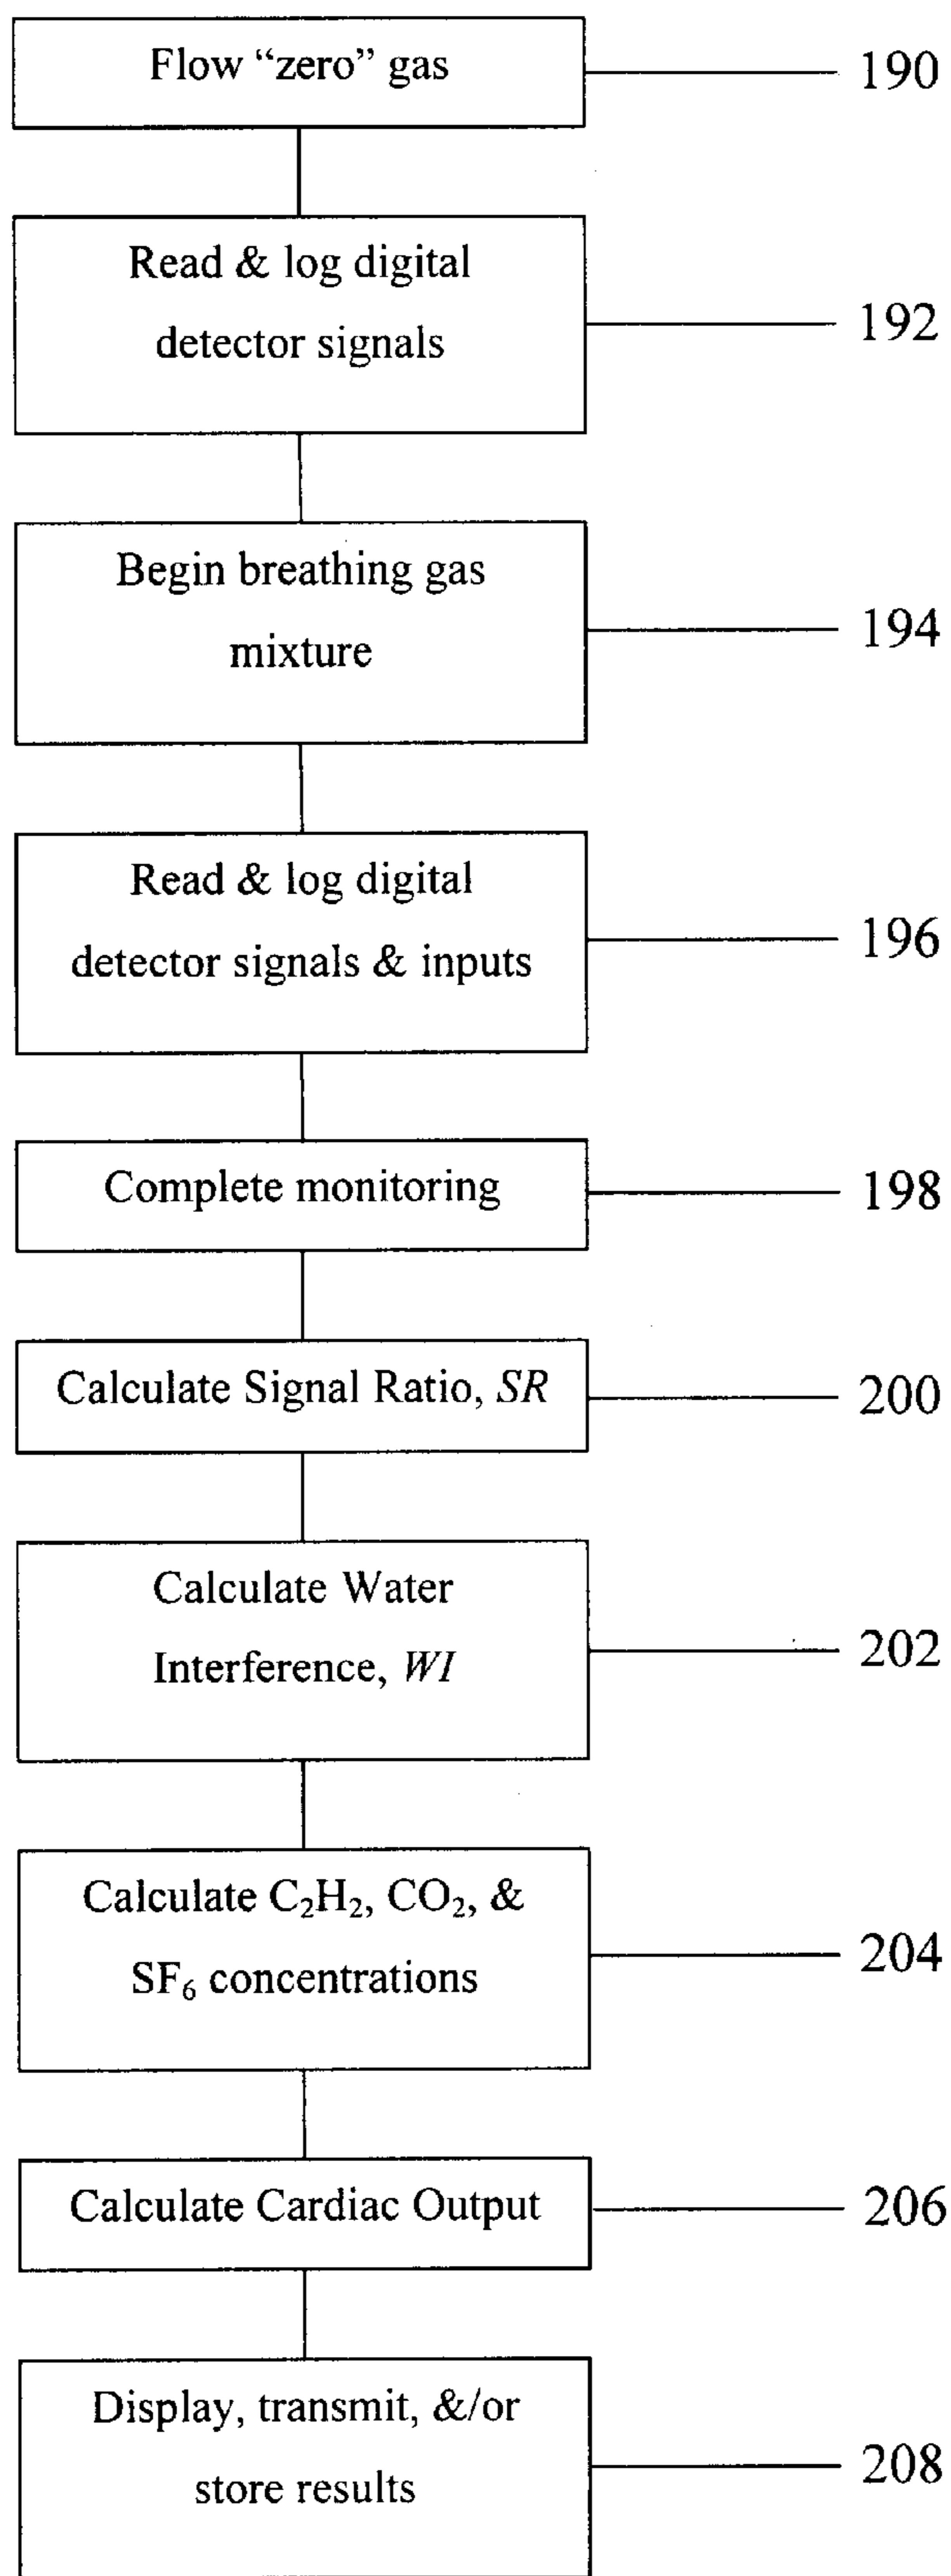 Flow “zero” gas
190
Read & log digital
detector signals
192
Begin breathing gas
mixture
194
Read & log digital
detector signals & inputs
196
Complete monitoring
198
Calculate Signal Ratio, SR
200
Calculate Water
Interference, WI
202
Calculate C₂H₂, CO₂, &
SF₆ concentrations
204
Calculate Cardiac Output
206
Display, transmit, &/or
store results
208